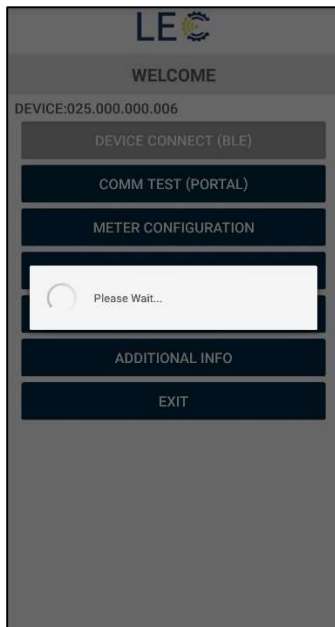 LEC
WELCOME
DEVICE:025.000.000.006
DEVICE CONNECT (BLE)
COMM TEST (PORTAL)
METER CONFIGURATION
Please Wait...
ADDITIONAL INFO
EXIT